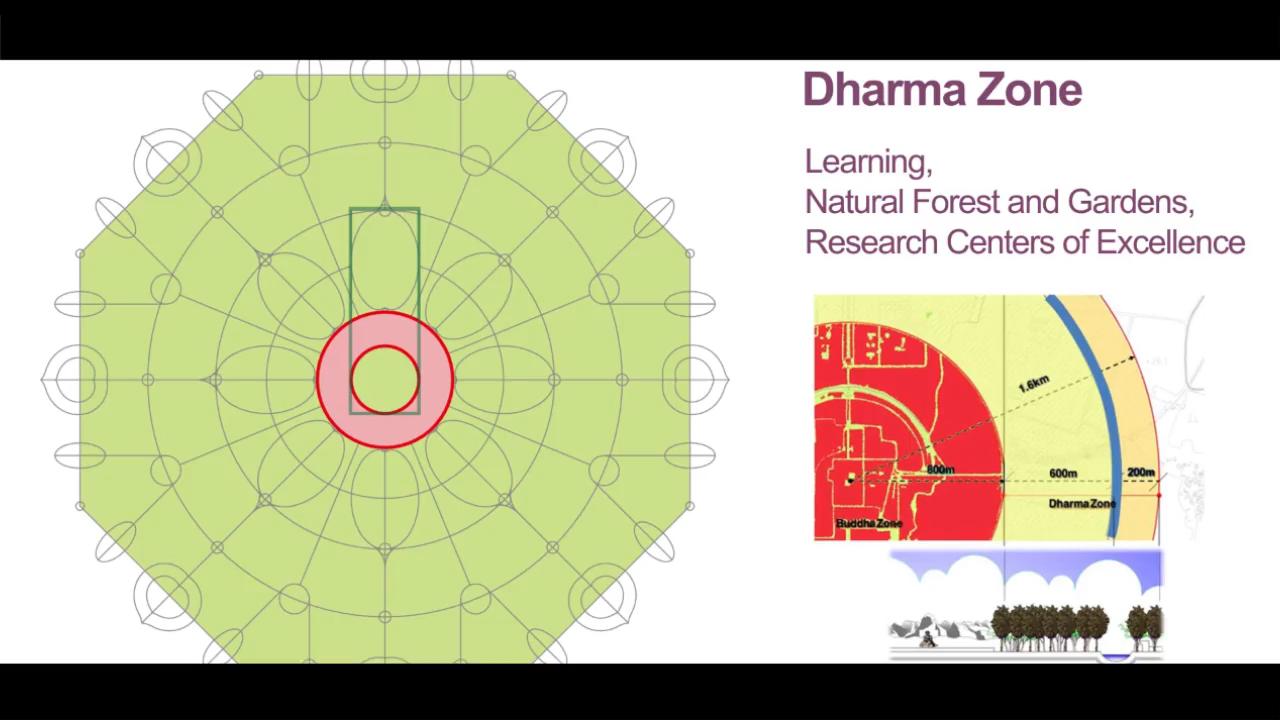 Dharma Zone
Learning,
Natural Forest and Gardens,
Research Centers of Excellence
1.6km
800m
600m
200m
Dharma Zone
Buddha Zone